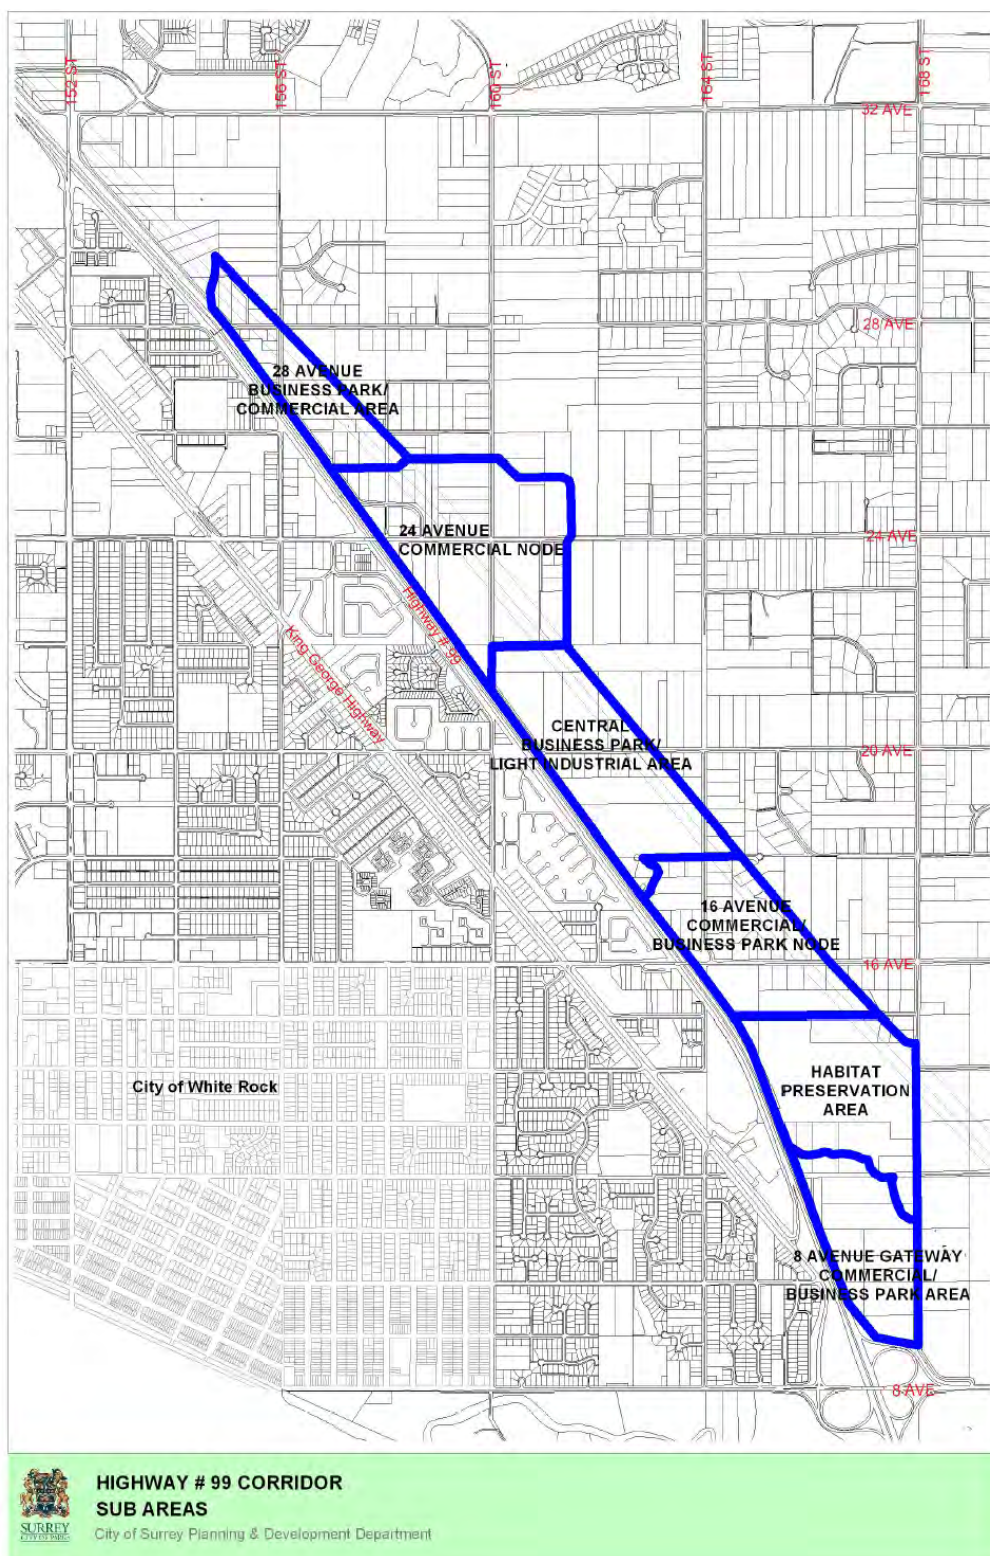 152 ST
156 ST
160 ST
164 ST
168 ST
32 AVE
28 AVE
28 AVENUE
BUSINESS PARK/
COMMERCIAL AREA
24 AVENUE
COMMERCIAL NODE
24 AVE
Highway # 99
King George Highway
CENTRAL
BUSINESS PARK/
LIGHT INDUSTRIAL AREA
20 AVE
16 AVENUE
COMMERCIAL/
BUSINESS PARK NODE
16 AVE
HABITAT
PRESERVATION
AREA
City of White Rock
8 AVENUE GATEWAY
COMMERCIAL/
BUSINESS PARK AREA
8 AVE
HIGHWAY # 99 CORRIDOR
SUB AREAS
City of Surrey Planning & Development Department
SURREY
CITY OF PARKS